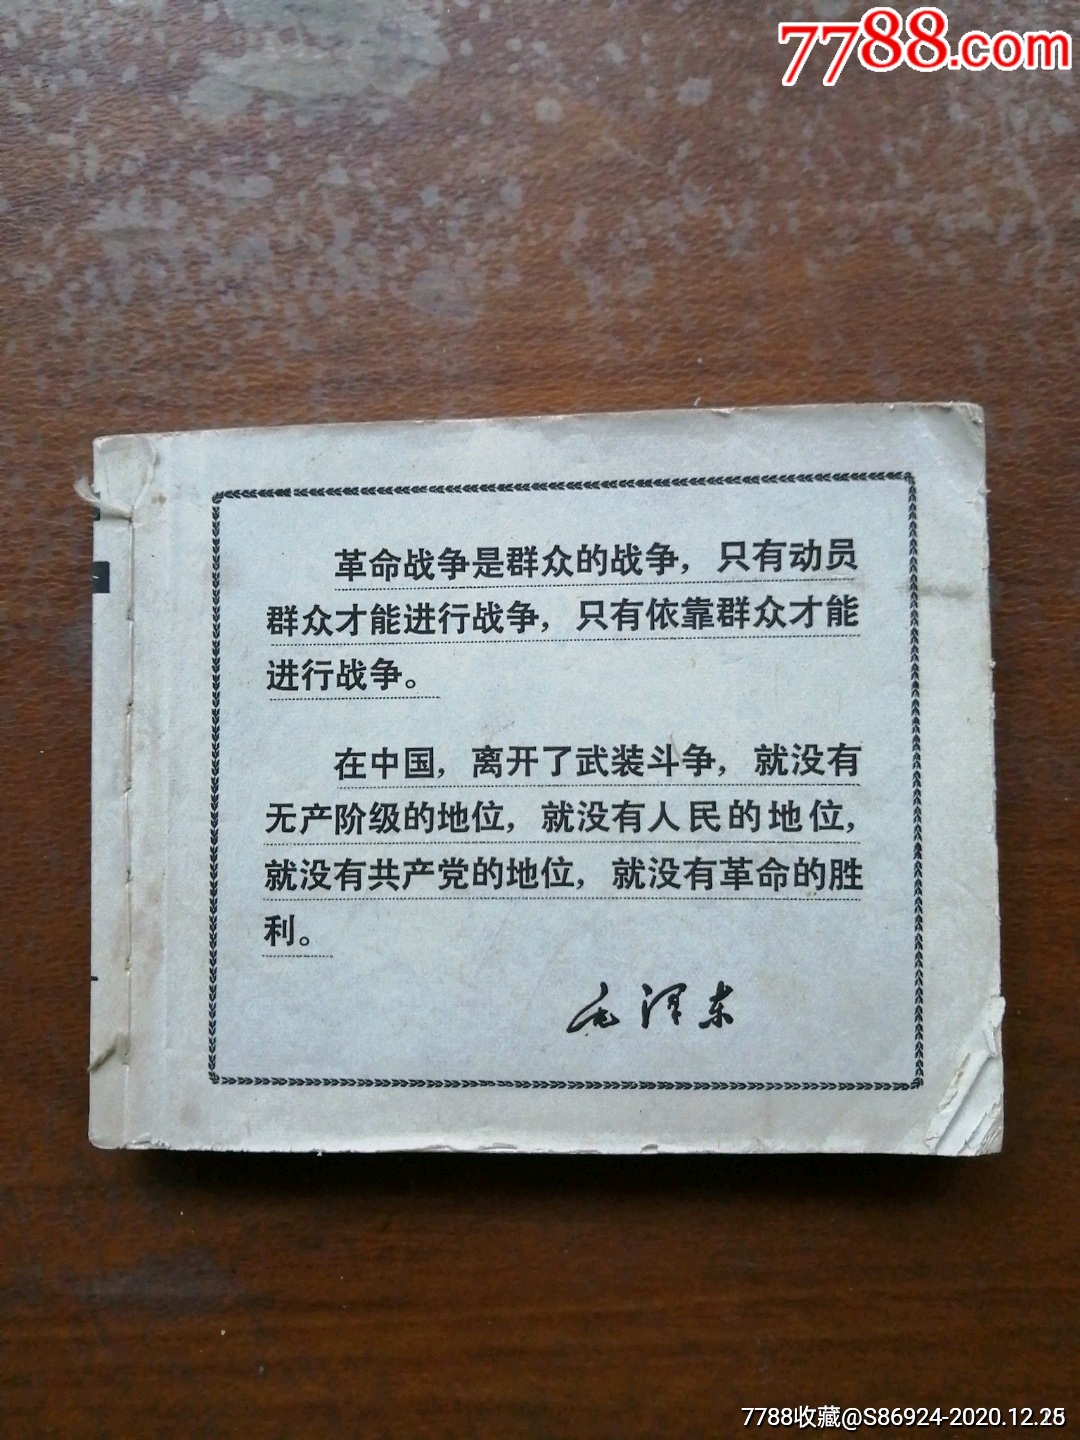 7788.com
革命战争是群众的战争，只有动员
群众才能进行战争，只有依靠群众才能
进行战争。
在中国，离开了武装斗争，就没有
无产阶级的地位，就没有人民的地位，
就没有共产党的地位，就没有革命的胜
利。
毛泽东
7788收藏@S86924-2020.12.25